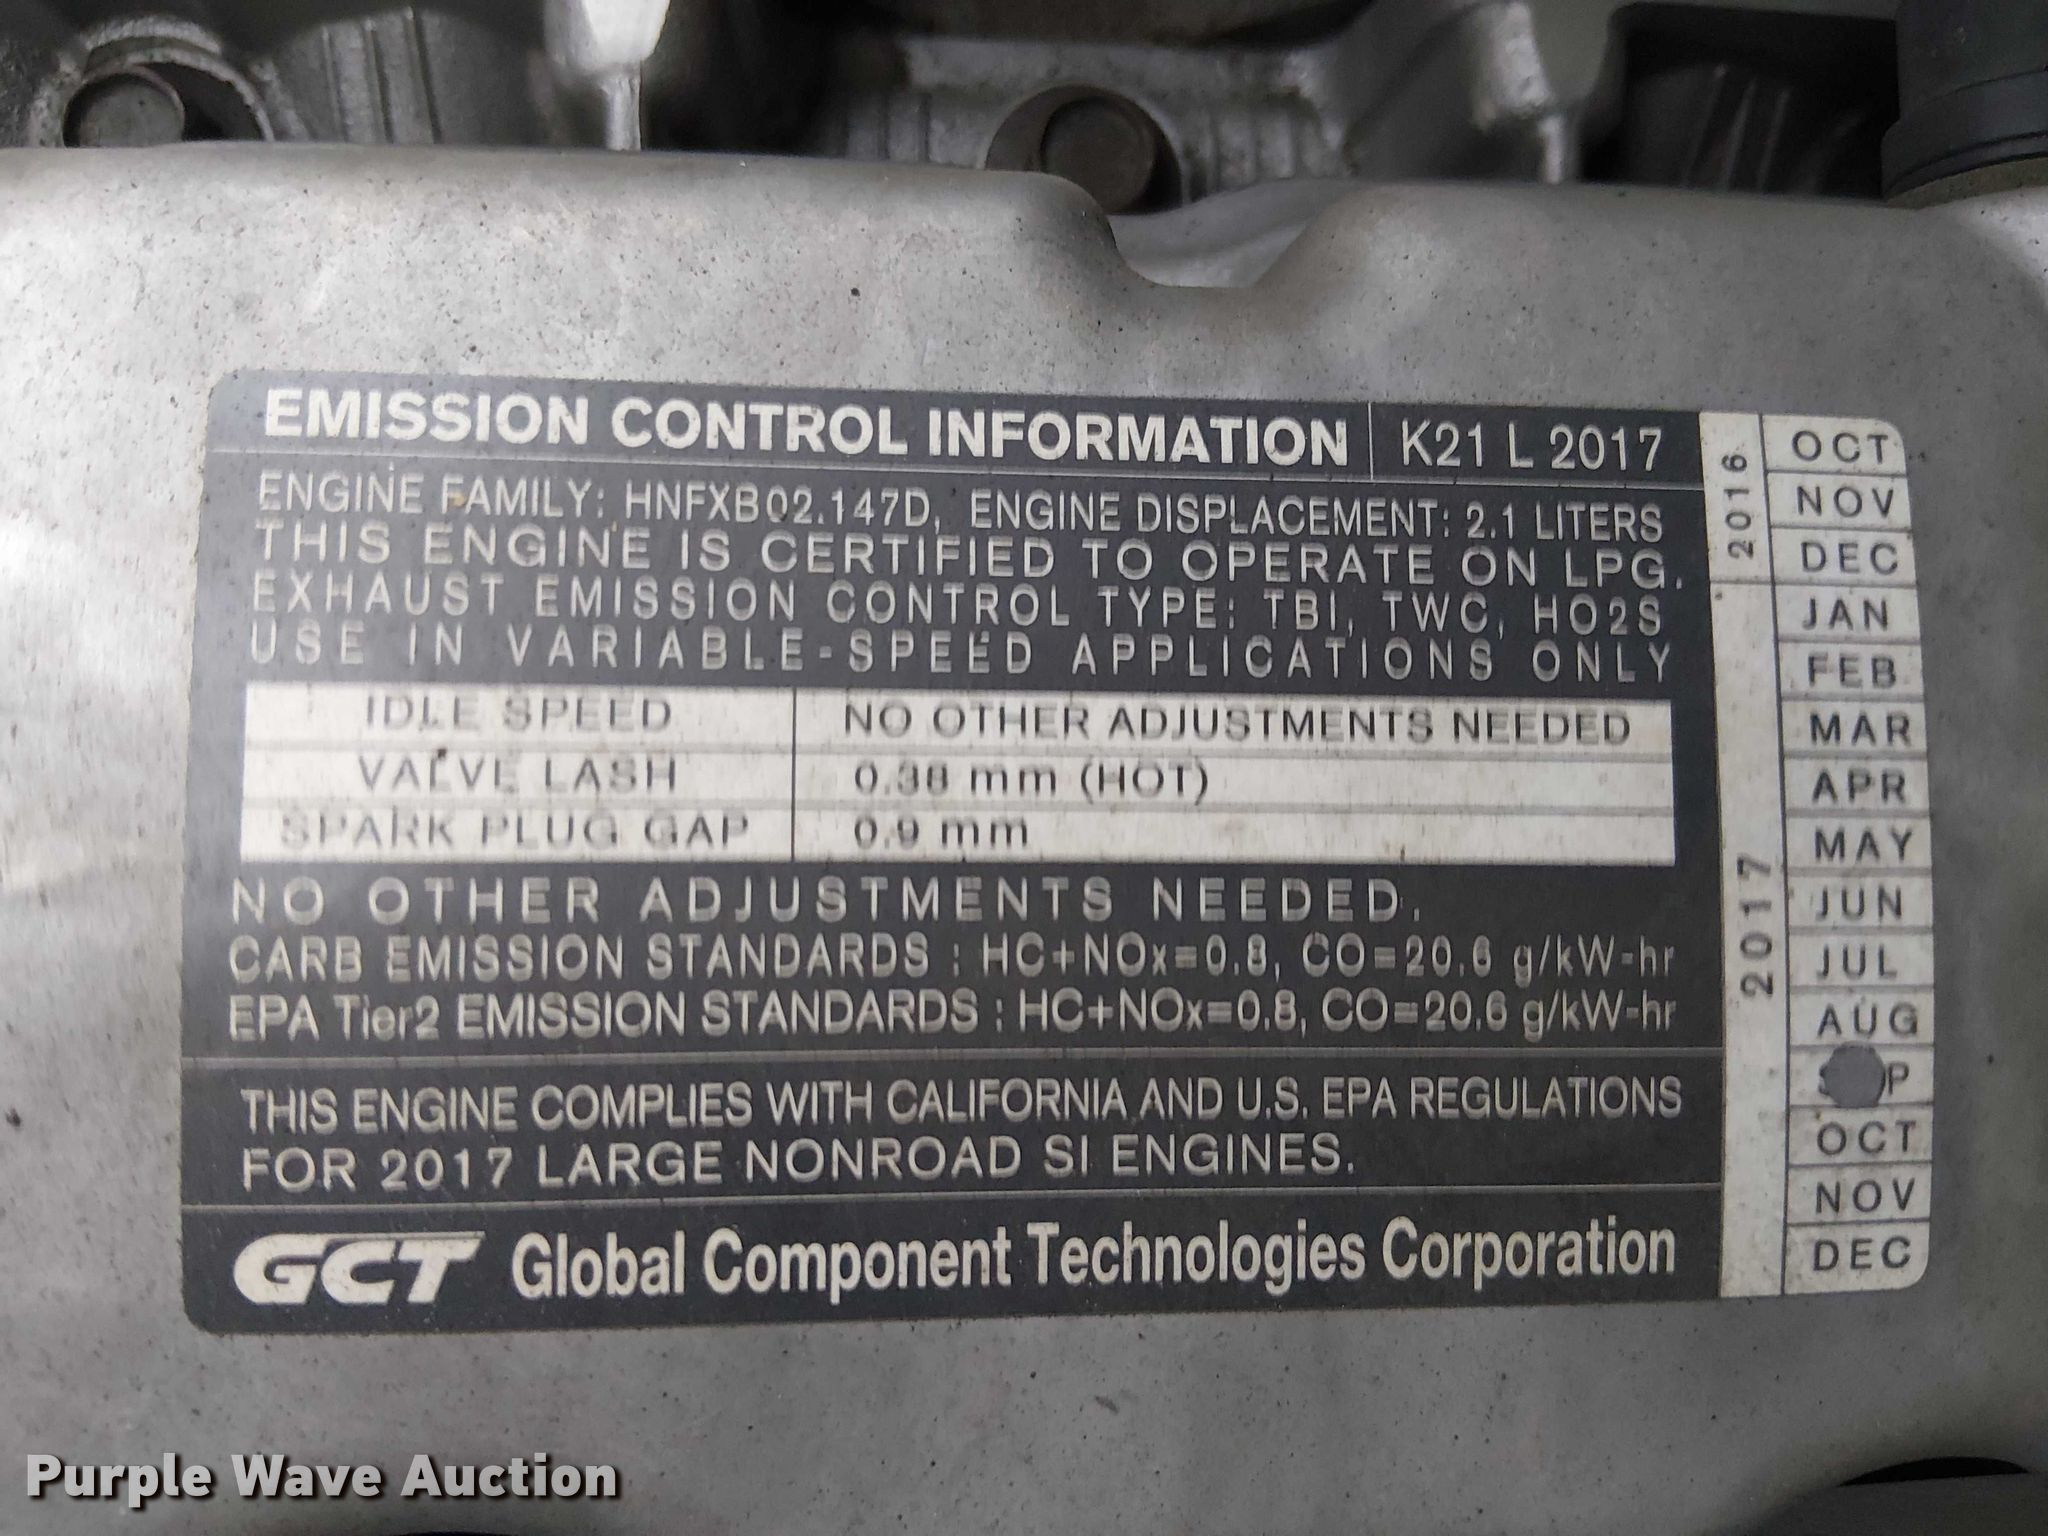 EMISSION CONTROL INFORMATION K21 L 2017
ENGINE FAMILY: HNFXB02.147D, ENGINE DISPLACEMENT: 2.1 LITERS
THIS ENGINE IS CERTIFIED TO OPERATE ON LPG.
EXHAUST EMISSION CONTROL TYPE: TBI, TWC, HO2S
USE IN VARIABLE-SPEED APPLICATIONS ONLY
IDLE SPEED NO OTHER ADJUSTMENTS NEEDED
VALVE LASH 0.38 mm (HOT)
SPARK PLUG GAP 0.9 mm
NO OTHER ADJUSTMENTS NEEDED.
CARB EMISSION STANDARDS : HC+NOx=0.8, CO=20.6 g/kW-hr
EPA Tier2 EMISSION STANDARDS : HC+NOx=0.8, CO=20.6 g/kW-hr
THIS ENGINE COMPLIES WITH CALIFORNIA AND U.S. EPA REGULATIONS
FOR 2017 LARGE NONROAD SI ENGINES.
GCT Global Component Technologies Corporation
2016
OCT
NOV
DEC
2017
JAN
FEB
MAR
APR
MAY
JUN
JUL
AUG
OCT
NOV
DEC
Purple Wave Auction